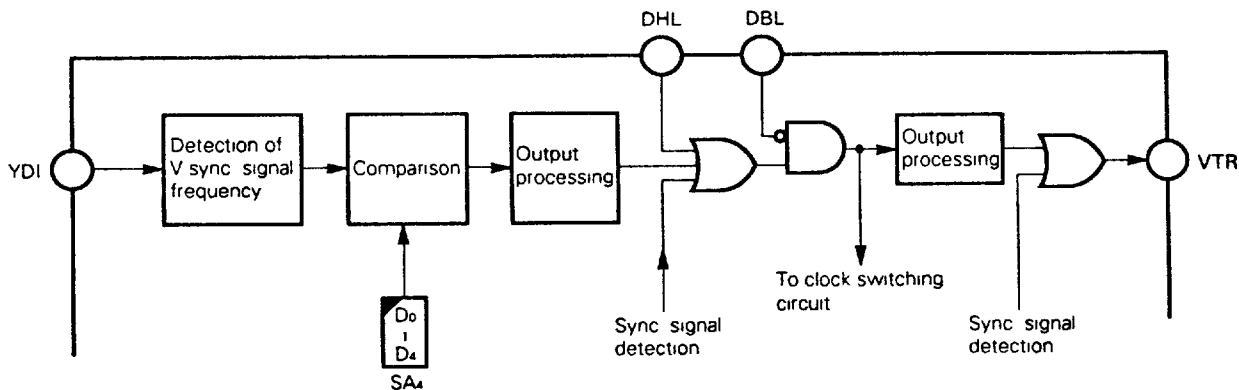 DHL
DBL
YDI
Detection of
V sync signal
frequency
Comparison
Output
processing
Output
processing
VTR
D0
D4
SA4
Sync signal
detection
To clock switching
circuit
Sync signal
detection